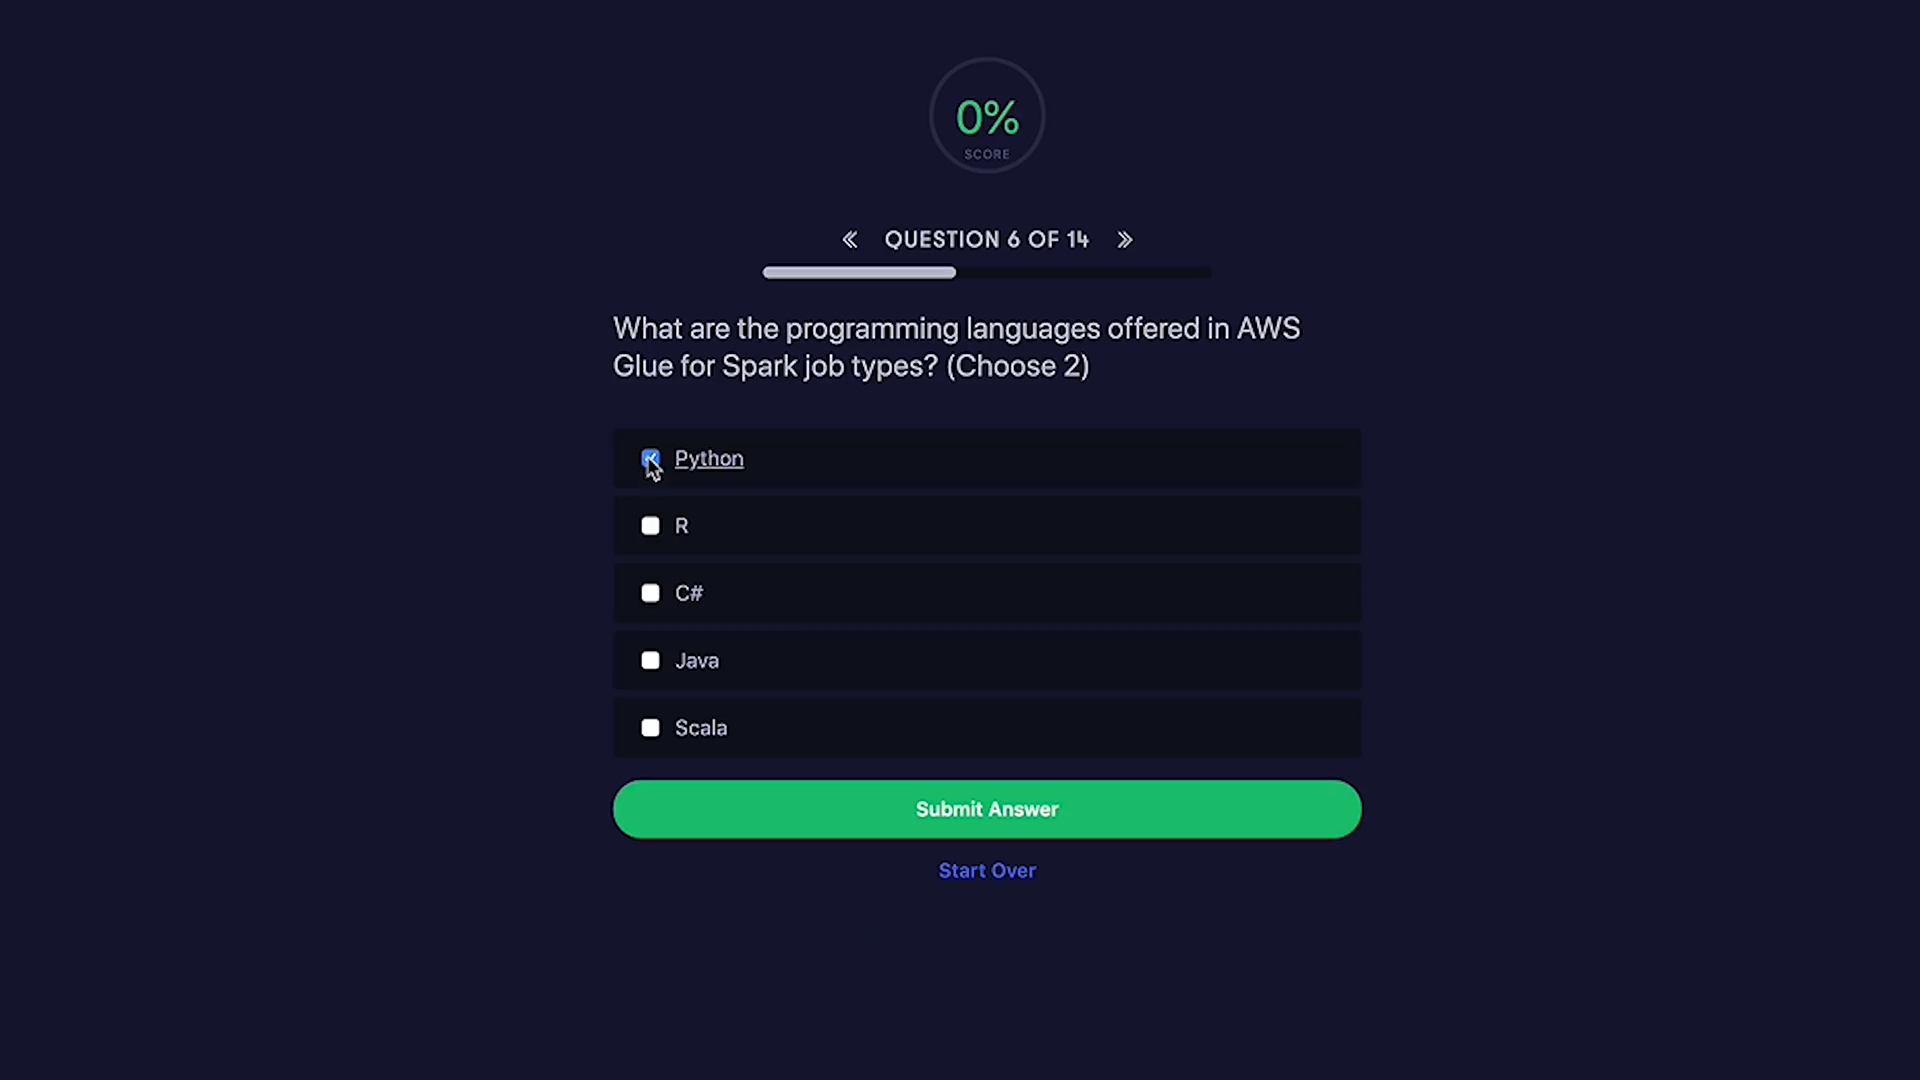 0%
SCORE
« QUESTION 6 OF 14 »
What are the programming languages offered in AWS
Glue for Spark job types? (Choose 2)
Python
R
C#
Java
Scala
Submit Answer
Start Over